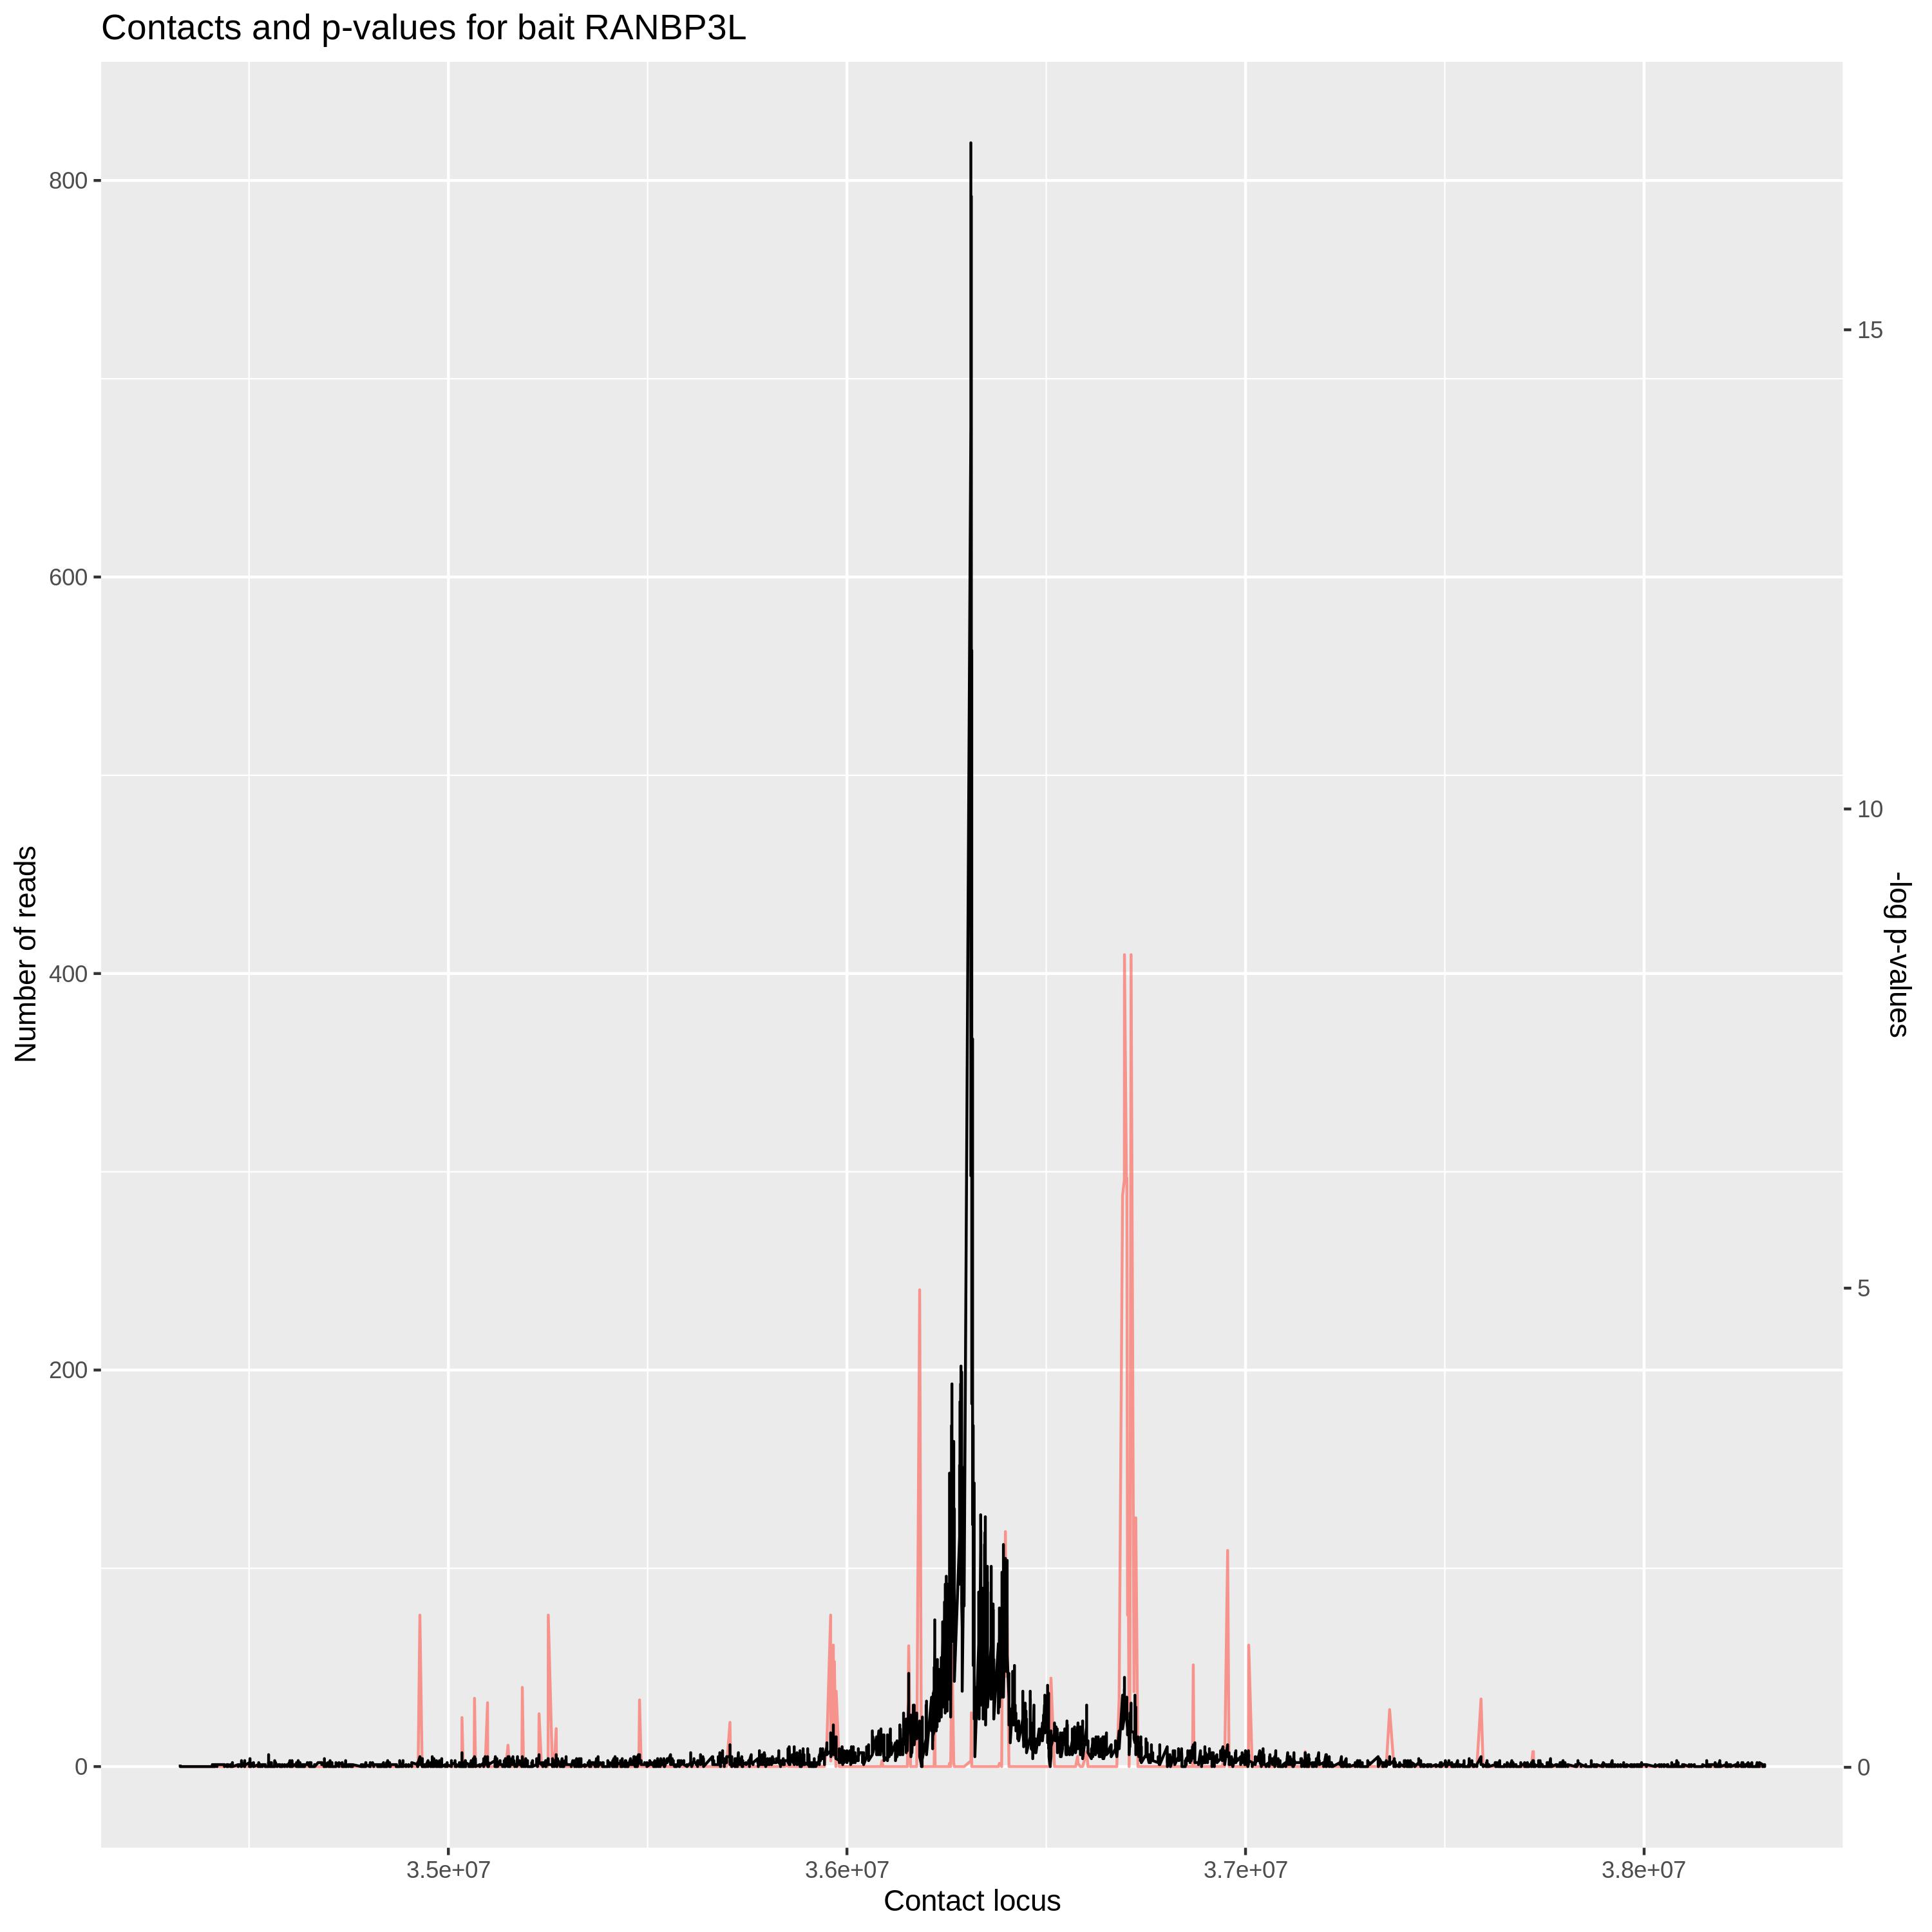 Contacts and p-values for bait RANBP3L
800
600
400
200
0
Number of reads
15
10
5
0
-log p-values
3.5e+07 3.6e+07 3.7e+07 3.8e+07
Contact locus